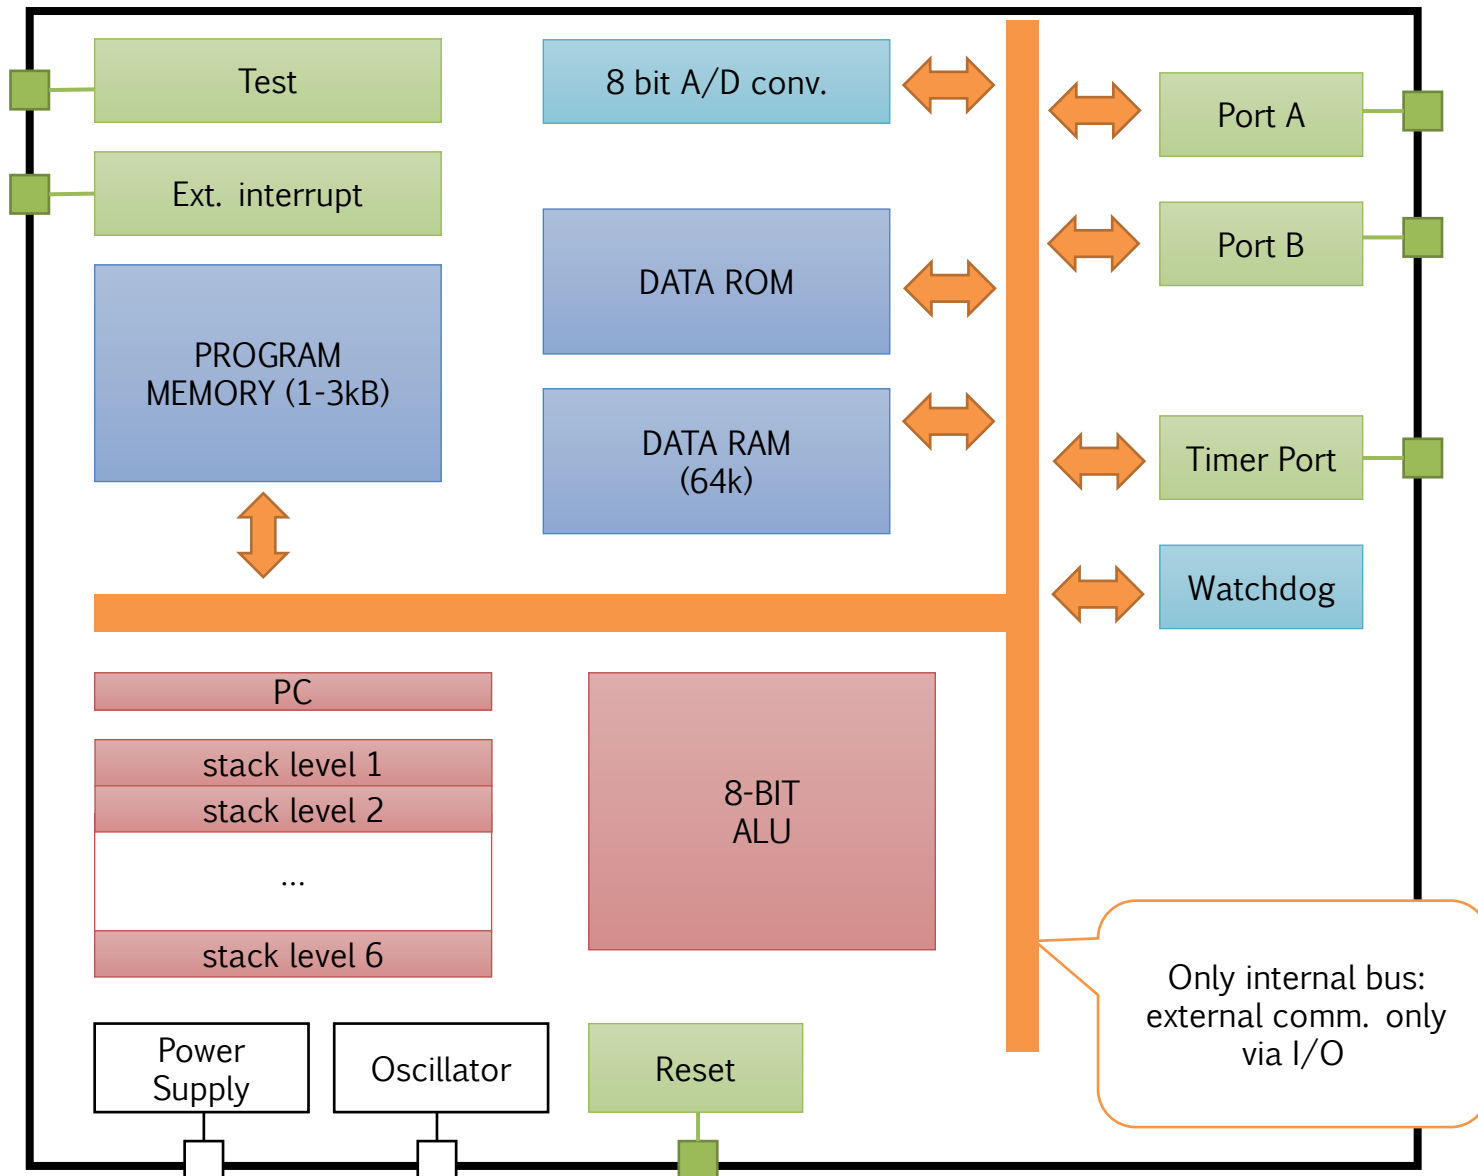 Test
8 bit A/D conv.
Port A
Ext. interrupt
Port B
DATA ROM
PROGRAM
MEMORY (1-3kB)
DATA RAM
(64k)
Timer Port
Watchdog
PC
stack level 1
stack level 2
...
stack level 6
8-BIT
ALU
Only internal bus:
external comm. only
via I/O
Power
Supply
Oscillator
Reset